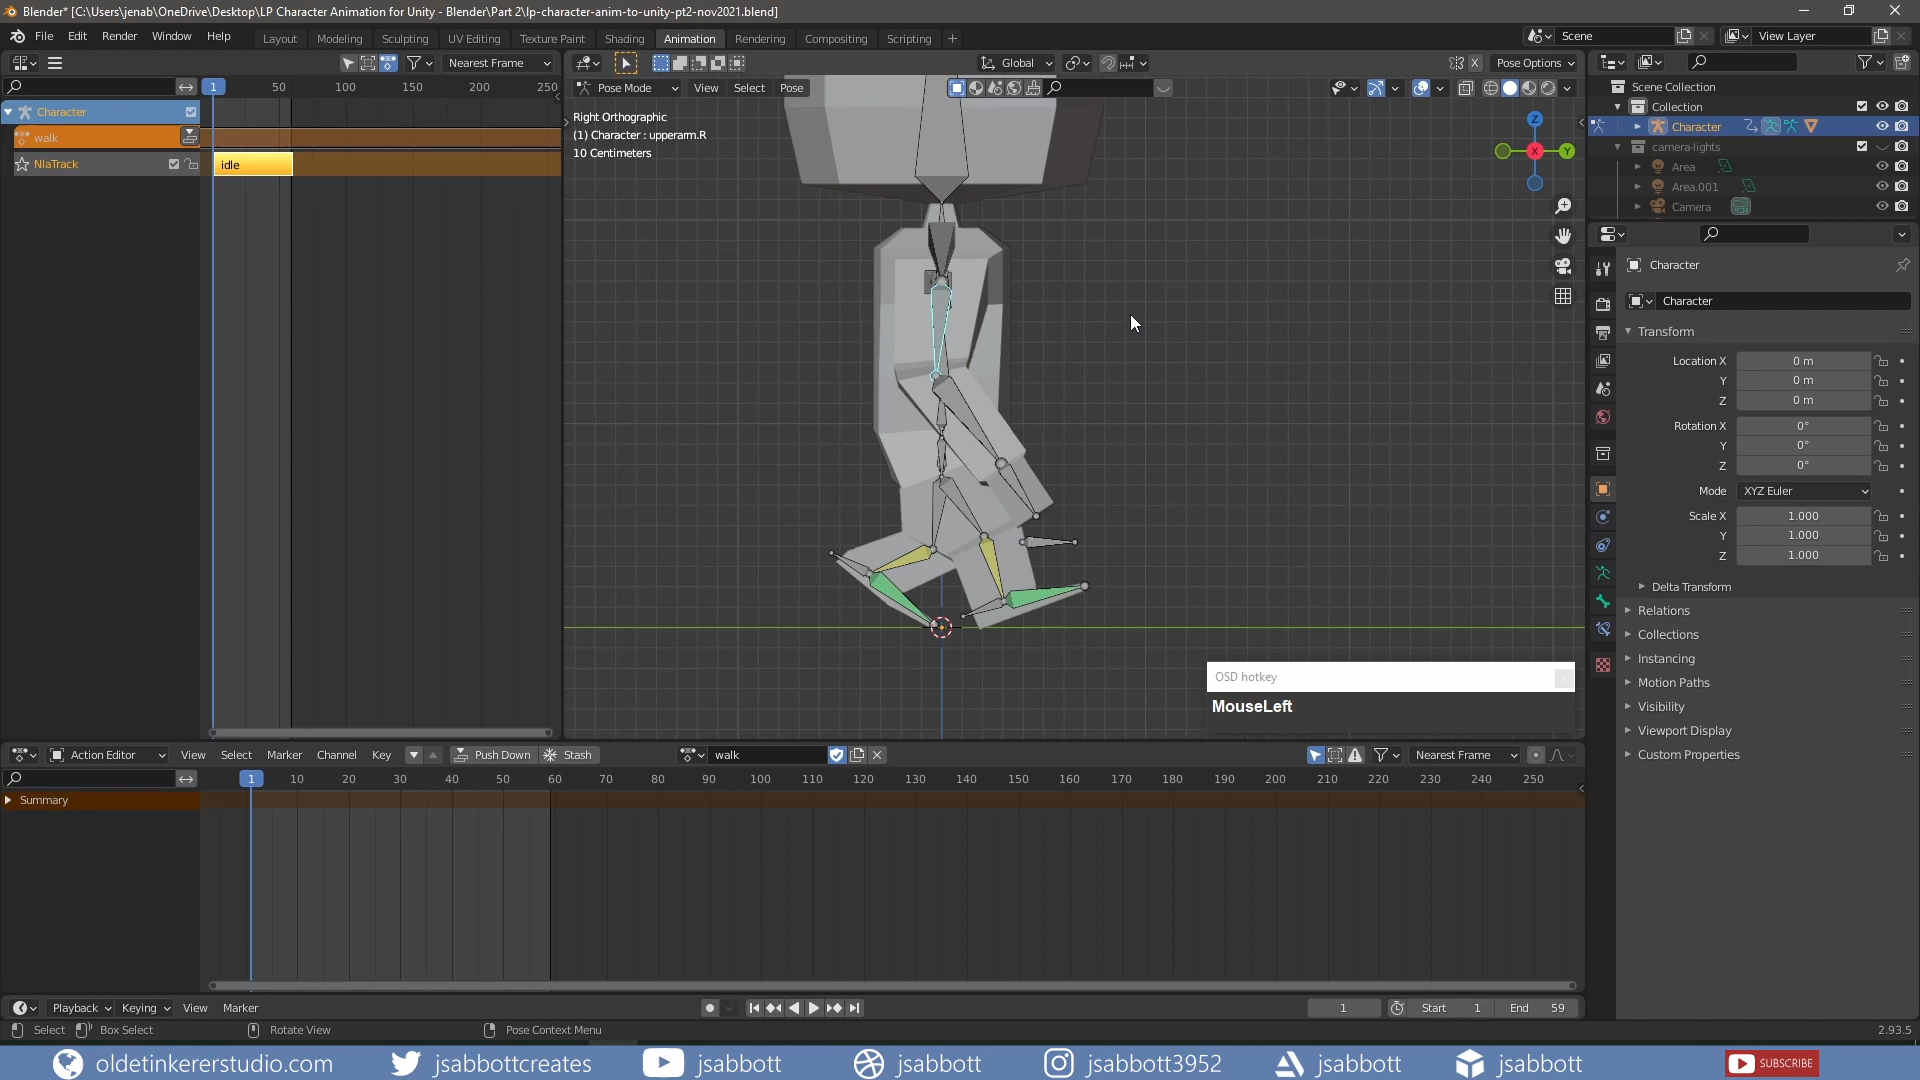 Blender* [C:\Users\jenab\OneDrive\Desktop\LP Character Animation for Unity - Blender\Part 2\lp-character-anim-to-unity-pt2-nov2021.blend]
File Edit Render Window Help Layout Modeling Sculpting UV Editing Texture Paint Shading Animation Rendering Compositing Scripting + Scene View Layer
Nearest Frame Global Pose Options
1 50 100 150 200 250 Pose Mode View Select Pose
Character
walk
NlaTrack idle
Right Orthographic
(1) Character : upperarm.R
10 Centimeters
Z
X Y
Scene Collection
Collection
Character
camera-lights
Area
Area.001
Camera
Character
Character
Transform
Location X 0 m
Y 0 m
Z 0 m
Rotation X 0°
Y 0°
Z 0°
Mode XYZ Euler
Scale X 1.000
Y 1.000
Z 1.000
Delta Transform
Relations
Collections
Instancing
Motion Paths
Visibility
Viewport Display
Custom Properties
OSD hotkey
MouseLeft
Action Editor View Select Marker Channel Key Push Down Stash walk Nearest Frame
1 10 20 30 40 50 60 70 80 90 100 110 120 130 140 150 160 170 180 190 200 210 220 230 240 250
Summary
Playback Keying View Marker 1 Start 1 End 59
Select Box Select Rotate View Pose Context Menu 2.93.5
oldetinkererstudio.com jsabbottcreates jsabbott jsabbott jsabbott3952 jsabbott jsabbott SUBSCRIBE